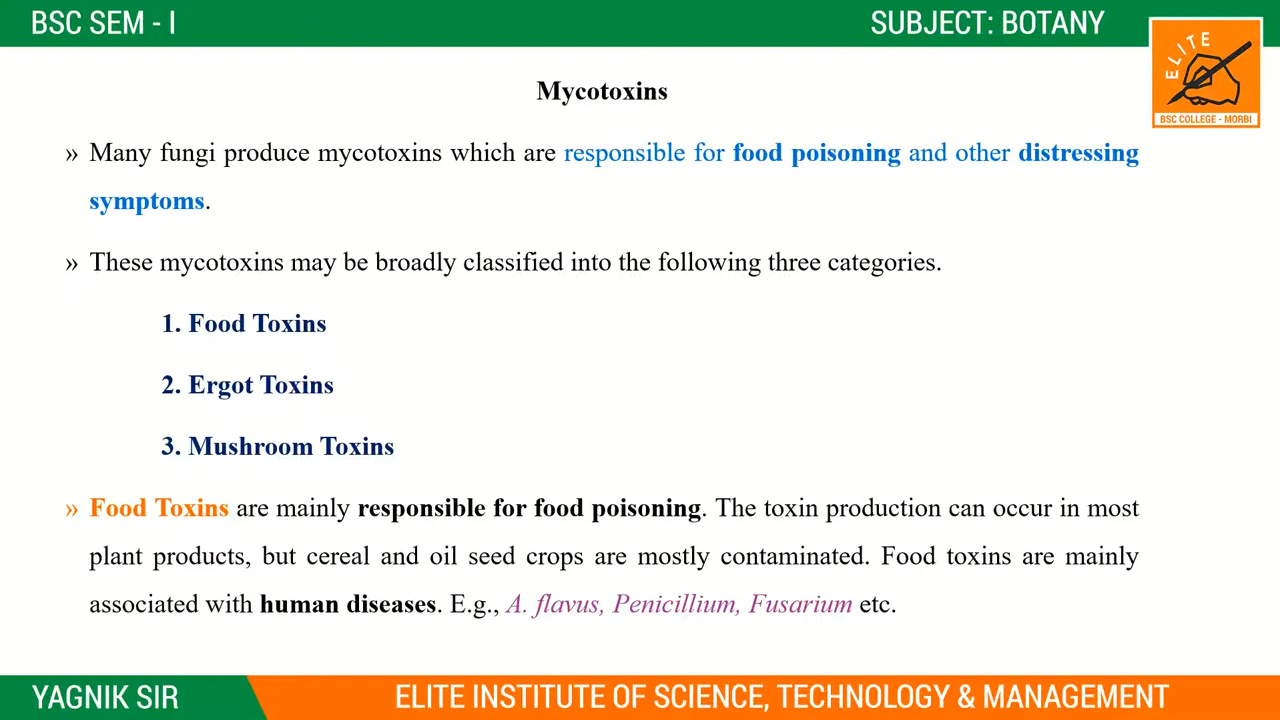 BSC SEM - I
SUBJECT: BOTANY
ELITE
BSC COLLEGE - MORBI
Mycotoxins
» Many fungi produce mycotoxins which are responsible for food poisoning and other distressing
symptoms.
» These mycotoxins may be broadly classified into the following three categories.
1. Food Toxins
2. Ergot Toxins
3. Mushroom Toxins
» Food Toxins are mainly responsible for food poisoning. The toxin production can occur in most
plant products, but cereal and oil seed crops are mostly contaminated. Food toxins are mainly
associated with human diseases. E.g., A. flavus, Penicillium, Fusarium etc.
YAGNIK SIR
ELITE INSTITUTE OF SCIENCE, TECHNOLOGY & MANAGEMENT